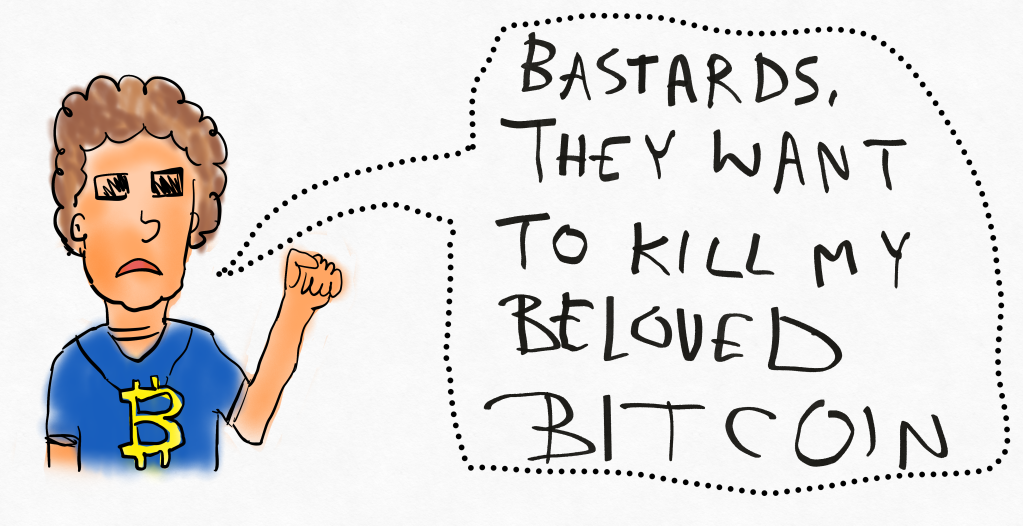 BASTARDS,
THEY WANT
TO KILL MY
BELOVED
BITCOIN